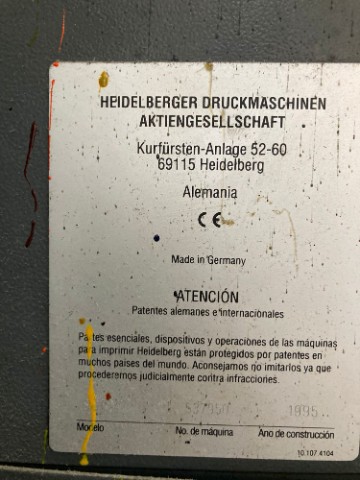 HEIDELBERGER DRUCKMASCHINEN
AKTIENGESELLSCHAFT
Kurfürsten-Anlage 52-60
69115 Heidelberg
Alemania
CE
Made in Germany
ATENCIÓN
Patentes alemanes e internacionales
Partes esenciales, dispositivos y operaciones de las máquinas
para imprimir Heidelberg están protegidos por patentes en
muchos países del mundo. Aconsejamos no imitarlos ya que
procederemos judicialmente contra infracciones.
1995
Modelo No. de máquina Ano de construcción
10.107 4104